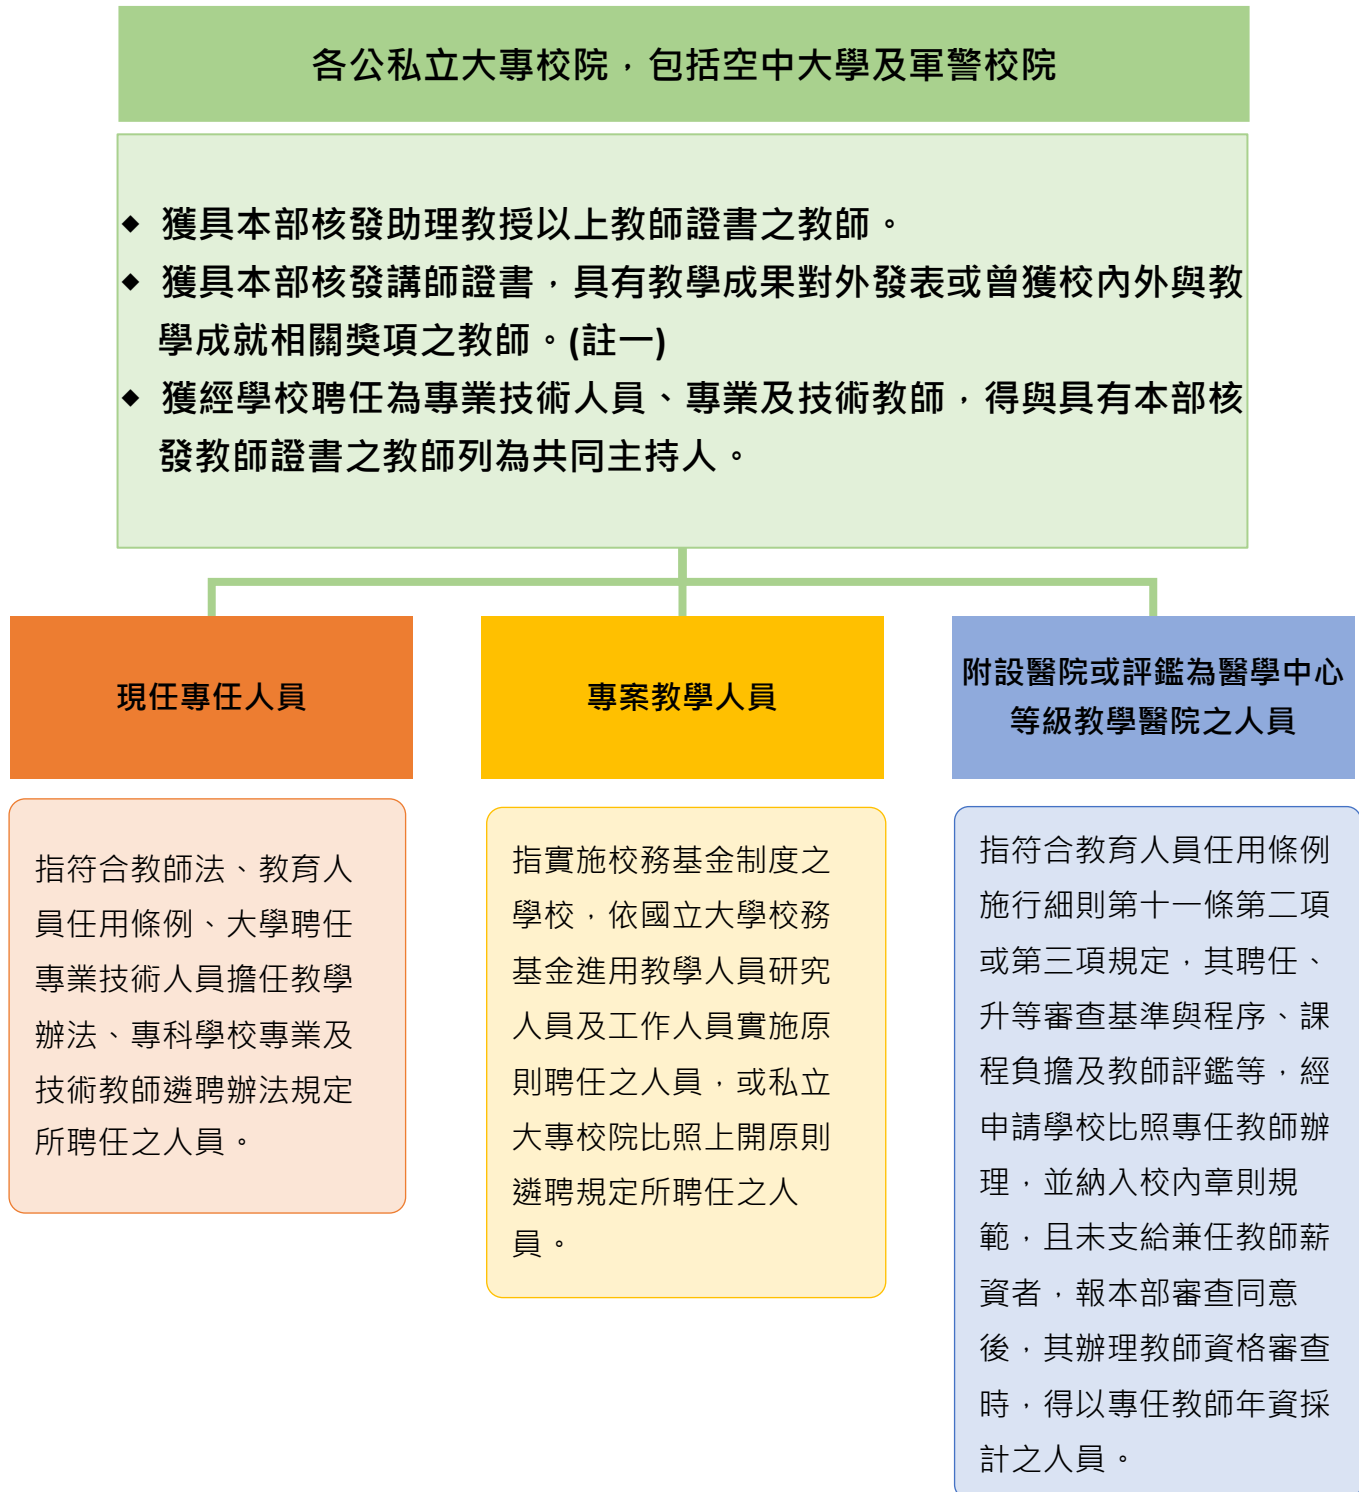 各公私立大專校院，包括空中大學及軍警校院
◆ 獲具本部核發助理教授以上教師證書之教師。
◆ 獲具本部核發講師證書，具有教學成果對外發表或曾獲校內外與教
學成就相關獎項之教師。(註一)
◆ 獲經學校聘任為專業技術人員、專業及技術教師，得與具有本部核
發教師證書之教師列為共同主持人。
現任專任人員
專案教學人員
附設醫院或評鑑為醫學中心
等級教學醫院之人員
指符合教師法、教育人
員任用條例、大學聘任
專業技術人員擔任教學
辦法、專科學校專業及
技術教師遴聘辦法規定
所聘任之人員。
指實施校務基金制度之
學校，依國立大學校務
基金進用教學人員研究
人員及工作人員實施原
則聘任之人員，或私立
大專校院比照上開原則
遴聘規定所聘任之人
員。
指符合教育人員任用條例
施行細則第十一條第二項
或第三項規定，其聘任、
升等審查基準與程序、課
程負擔及教師評鑑等，經
申請學校比照專任教師辦
理，並納入校內章則規
範，且未支給兼任教師薪
資者，報本部審查同意
後，其辦理教師資格審查
時，得以專任教師年資採
計之人員。